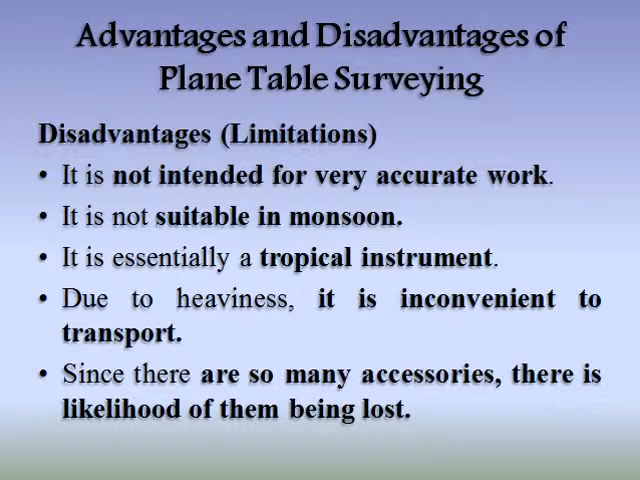 Advantages and Disadvantages of
Plane Table Surveying
Disadvantages (Limitations)
• It is not intended for very accurate work.
• It is not suitable in monsoon.
• It is essentially a tropical instrument.
• Due to heaviness, it is inconvenient to
transport.
• Since there are so many accessories, there is
likelihood of them being lost.